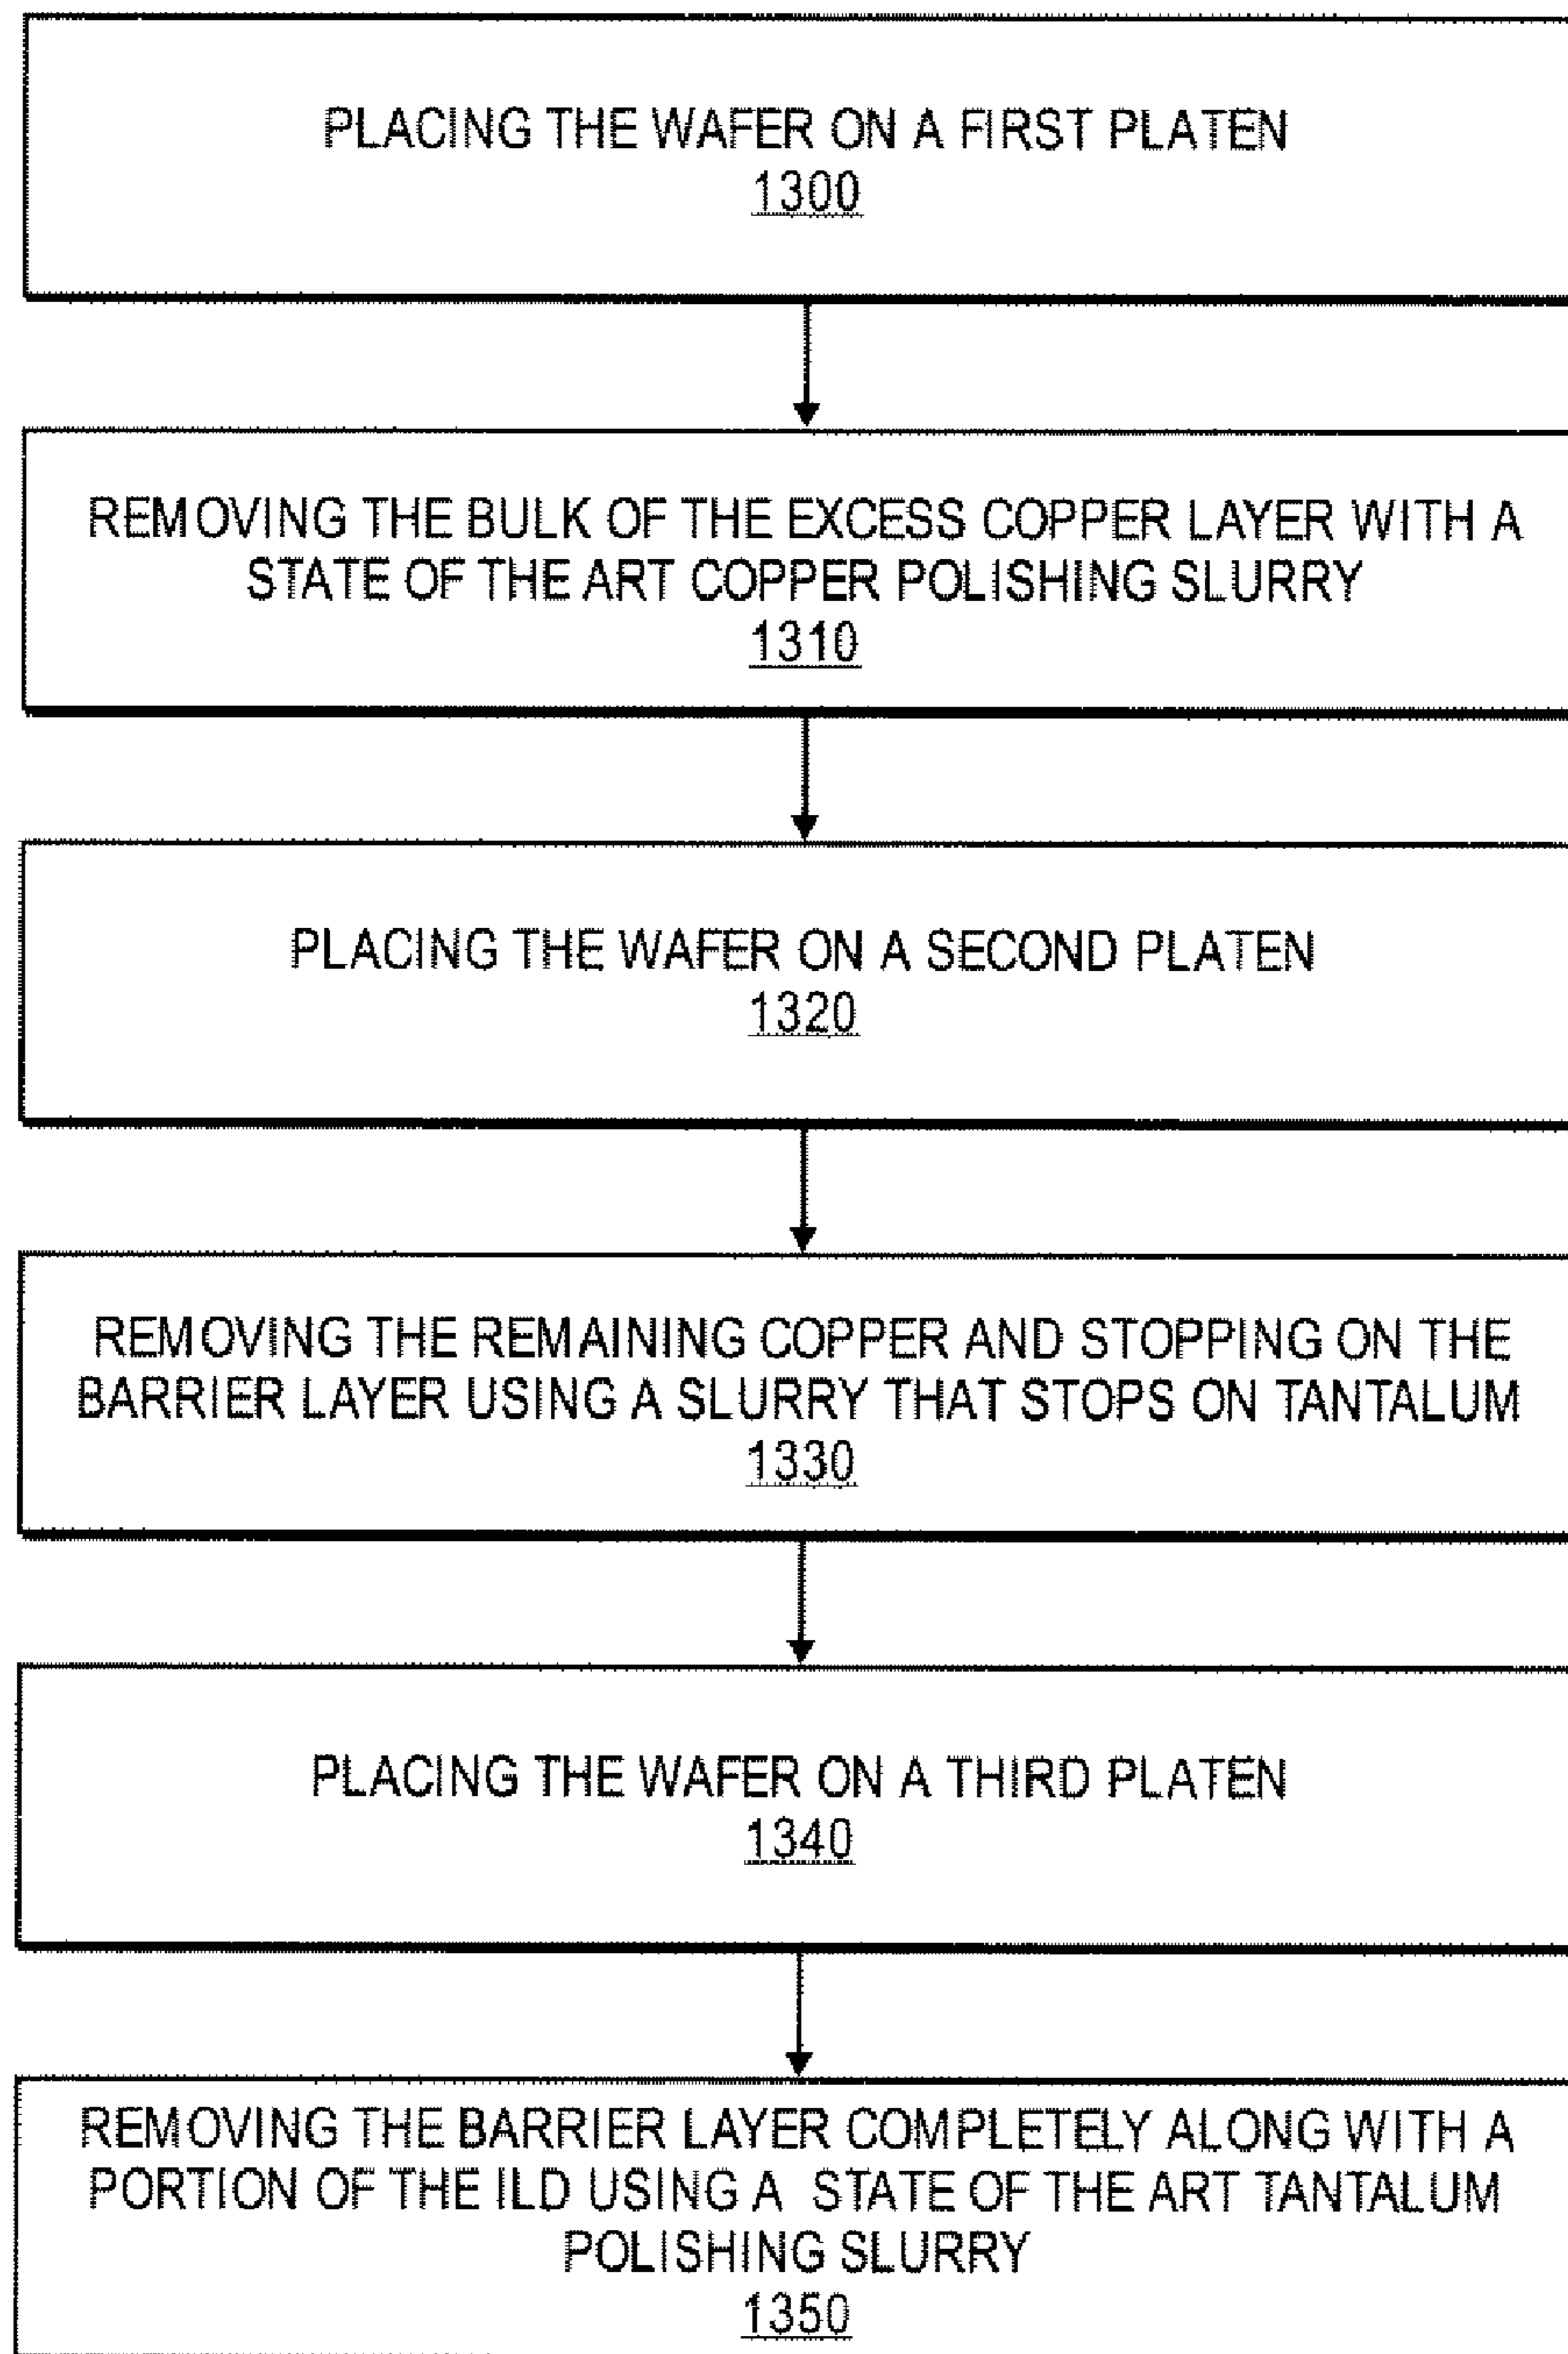 PLACING THE WAFER ON A FIRST PLATEN
1300
REMOVING THE BULK OF THE EXCESS COPPER LAYER WITH A
STATE OF THE ART COPPER POLISHING SLURRY
1310
PLACING THE WAFER ON A SECOND PLATEN
1320
REMOVING THE REMAINING COPPER AND STOPPING ON THE
BARRIER LAYER USING A SLURRY THAT STOPS ON TANTALUM
1330
PLACING THE WAFER ON A THIRD PLATEN
1340
REMOVING THE BARRIER LAYER COMPLETELY ALONG WITH A
PORTION OF THE ILD USING A STATE OF THE ART TANTALUM
POLISHING SLURRY
1350